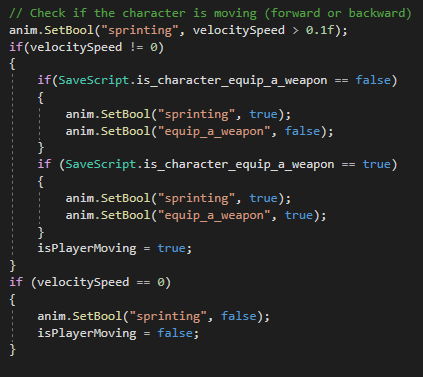 // Check if the character is moving (forward or backward)
anim.SetBool("sprinting", velocitySpeed > 0.1f);
if(velocitySpeed != 0)
{
    if(SaveScript.is_character_equip_a_weapon == false)
    {
        anim.SetBool("sprinting", true);
        anim.SetBool("equip_a_weapon", false);
    }
    if (SaveScript.is_character_equip_a_weapon == true)
    {
        anim.SetBool("sprinting", true);
        anim.SetBool("equip_a_weapon", true);
    }
    isPlayerMoving = true;
}
if (velocitySpeed == 0)
{
    anim.SetBool("sprinting", false);
    isPlayerMoving = false;
}